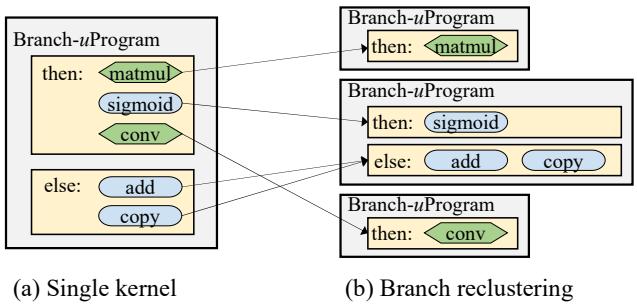 Branch-uProgram
then: matmul
sigmoid
conv
else: add
copy
(a) Single kernel
Branch-uProgram
then: matmul
Branch-uProgram
then: sigmoid
else: add copy
Branch-uProgram
then: conv
(b) Branch reclustering